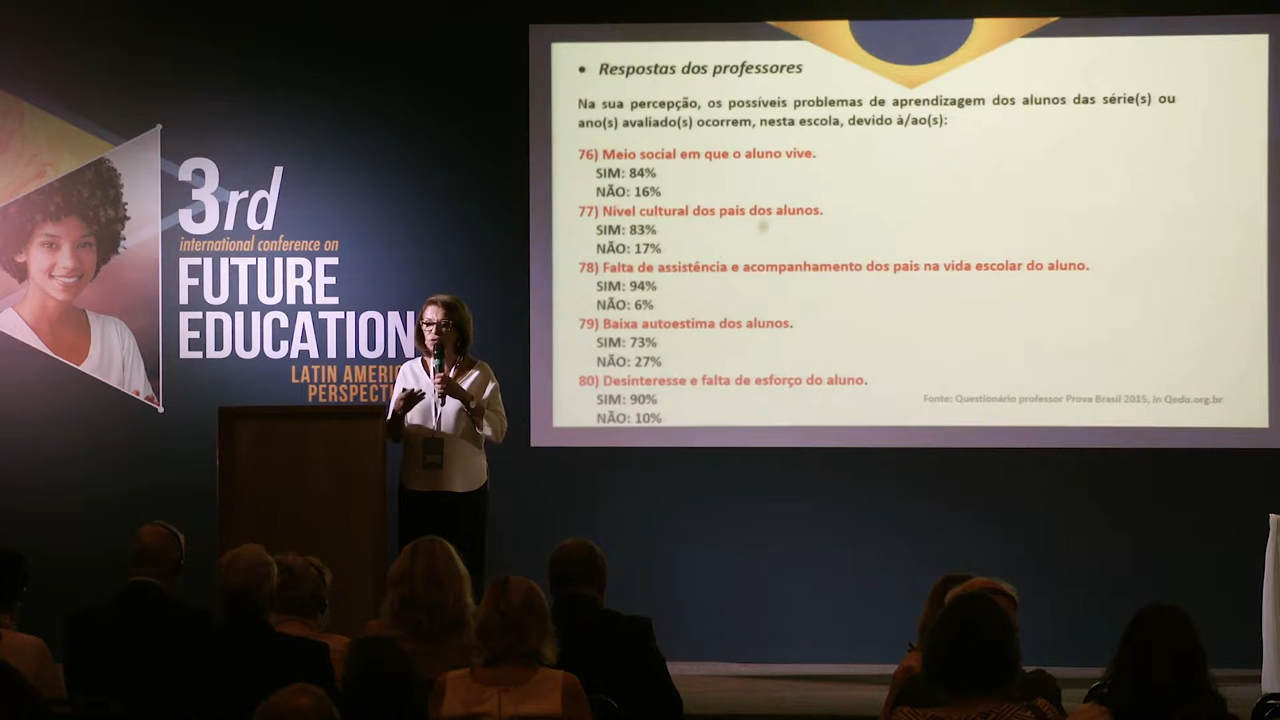 3rd
international conference on
FUTURE
EDUCATION
LATIN
• Respostas dos professores
Na sua percepção, os possíveis problemas de aprendizagem dos alunos das série(s) ou
ano(s) avaliado(s) ocorrem, nesta escola, devido à/ao(s):
76) Meio social em que o aluno vive.
SIM: 84%
NÃO: 16%
77) Nível cultural dos pais dos alunos.
SIM: 83%
NÃO: 17%
78) Falta de assistência e acompanhamento dos pais na vida escolar do aluno.
SIM: 94%
NÃO: 6%
79) Baixa autoestima dos alunos.
SIM: 73%
NÃO: 27%
80) Desinteresse e falta de esforço do aluno.
SIM: 90%
NÃO: 10%
Fonte: Questionário professor Prova Brasil 2015, in Qedu.org.br